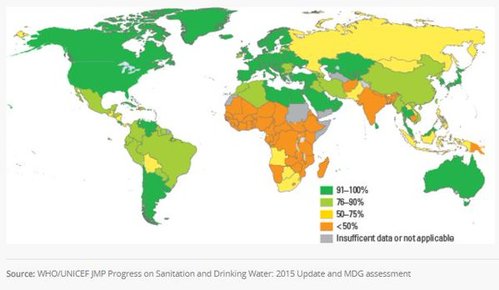 91–100%
76–90%
50–75%
<50%
Insufficent data or not applicable
Source: WHO/UNICEF JMP Progress on Sanitation and Drinking Water: 2015 Update and MDG assessment